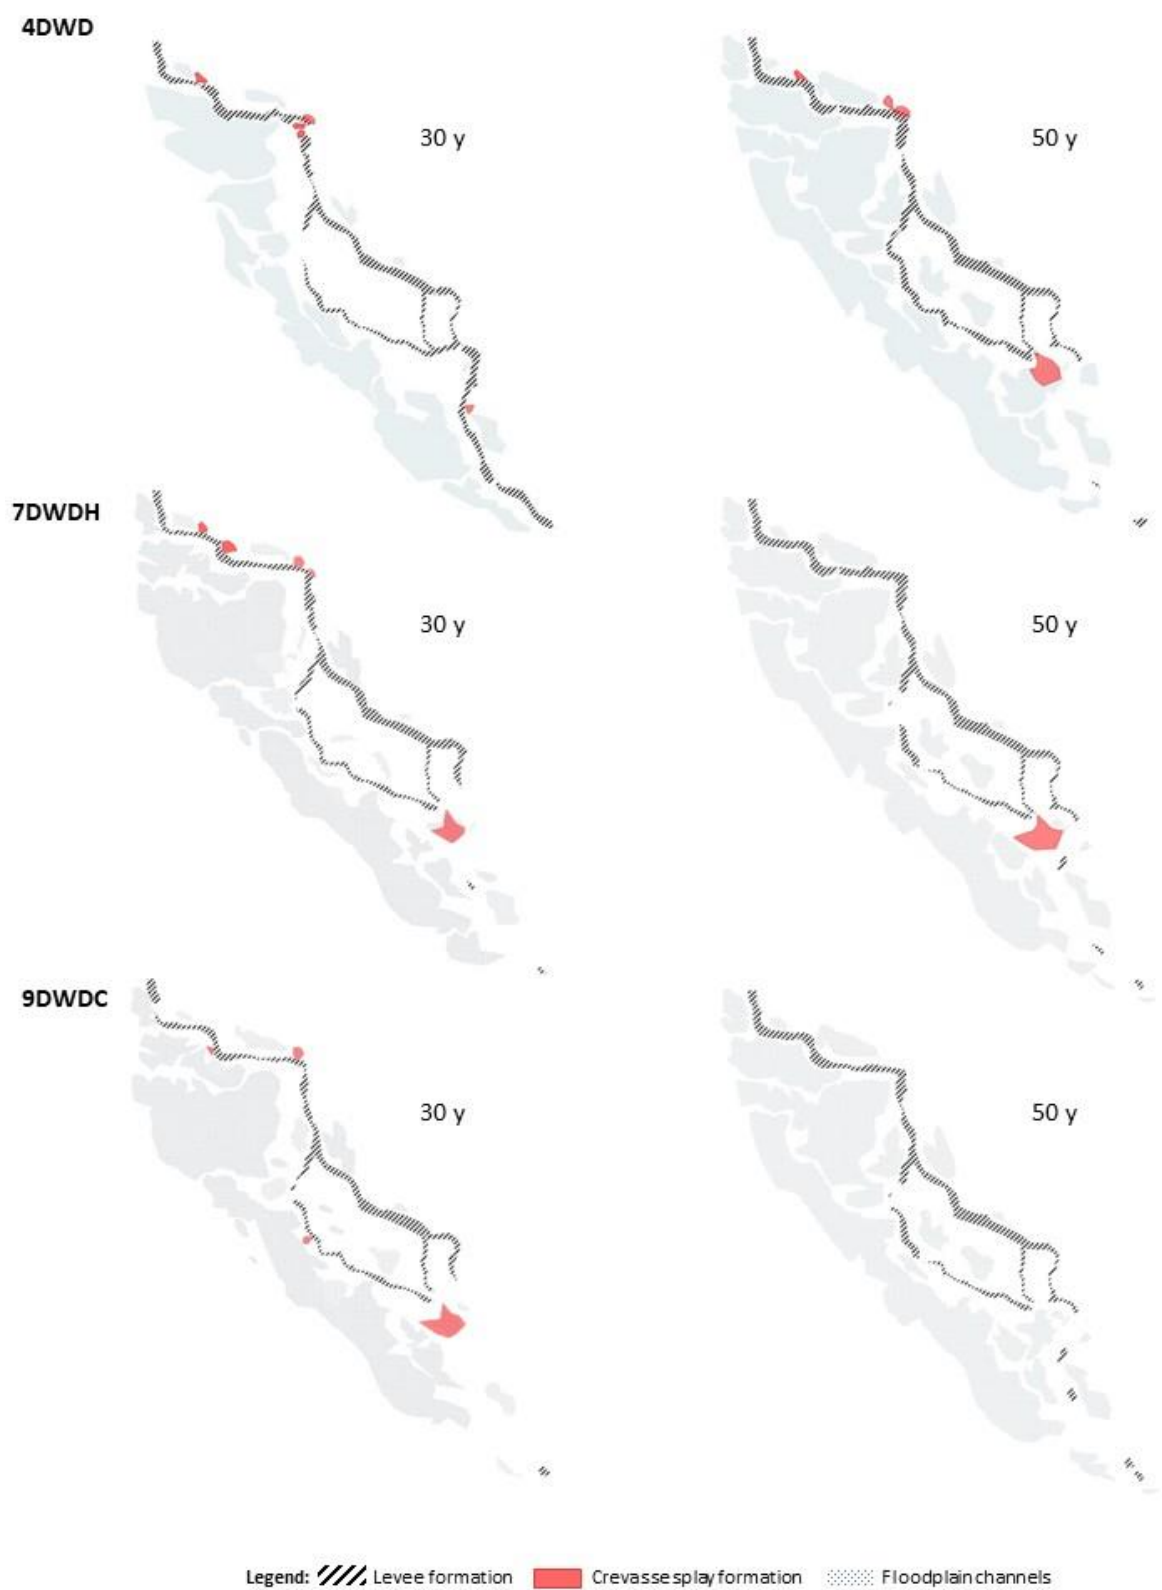 4DWD
30 y
50 y
7DWDH
30 y
50 y
9DWDC
30 y
50 y
Legend: Levee formation Crevasse splay formation Floodplain channels